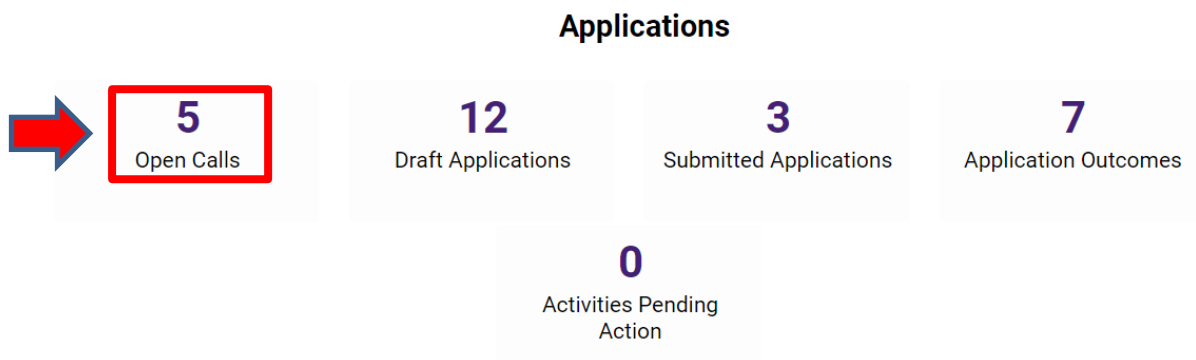 Applications
5
Open Calls
12
Draft Applications
3
Submitted Applications
7
Application Outcomes
0
Activities Pending
Action